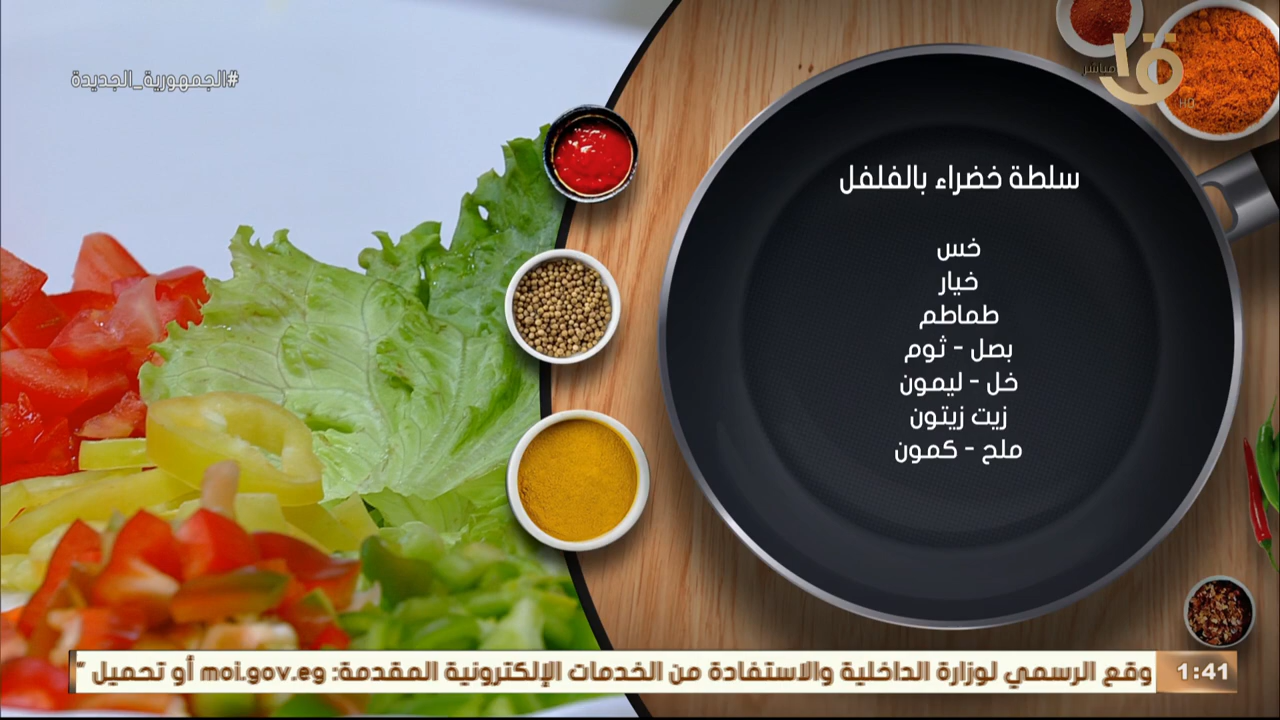 #الجمهورية_الجديدة
مباشر
HD
سلطة خضراء بالفلفل
خس
خيار
طماطم
بصل - ثوم
خل - ليمون
زيت زيتون
ملح - كمون
وقع الرسمي لوزارة الداخلية والاستفادة من الخدمات الإلكترونية المقدمة: moi.gov.eg أو تحميل "
1:41